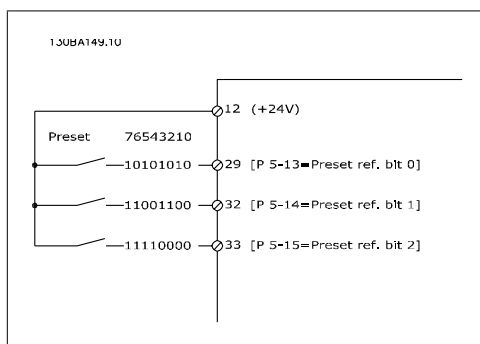 130BA149.10
12 (+24V)
Preset 76543210
10101010 29 [P 5-13=Preset ref. bit 0]
11001100 32 [P 5-14=Preset ref. bit 1]
11110000 33 [P 5-15=Preset ref. bit 2]